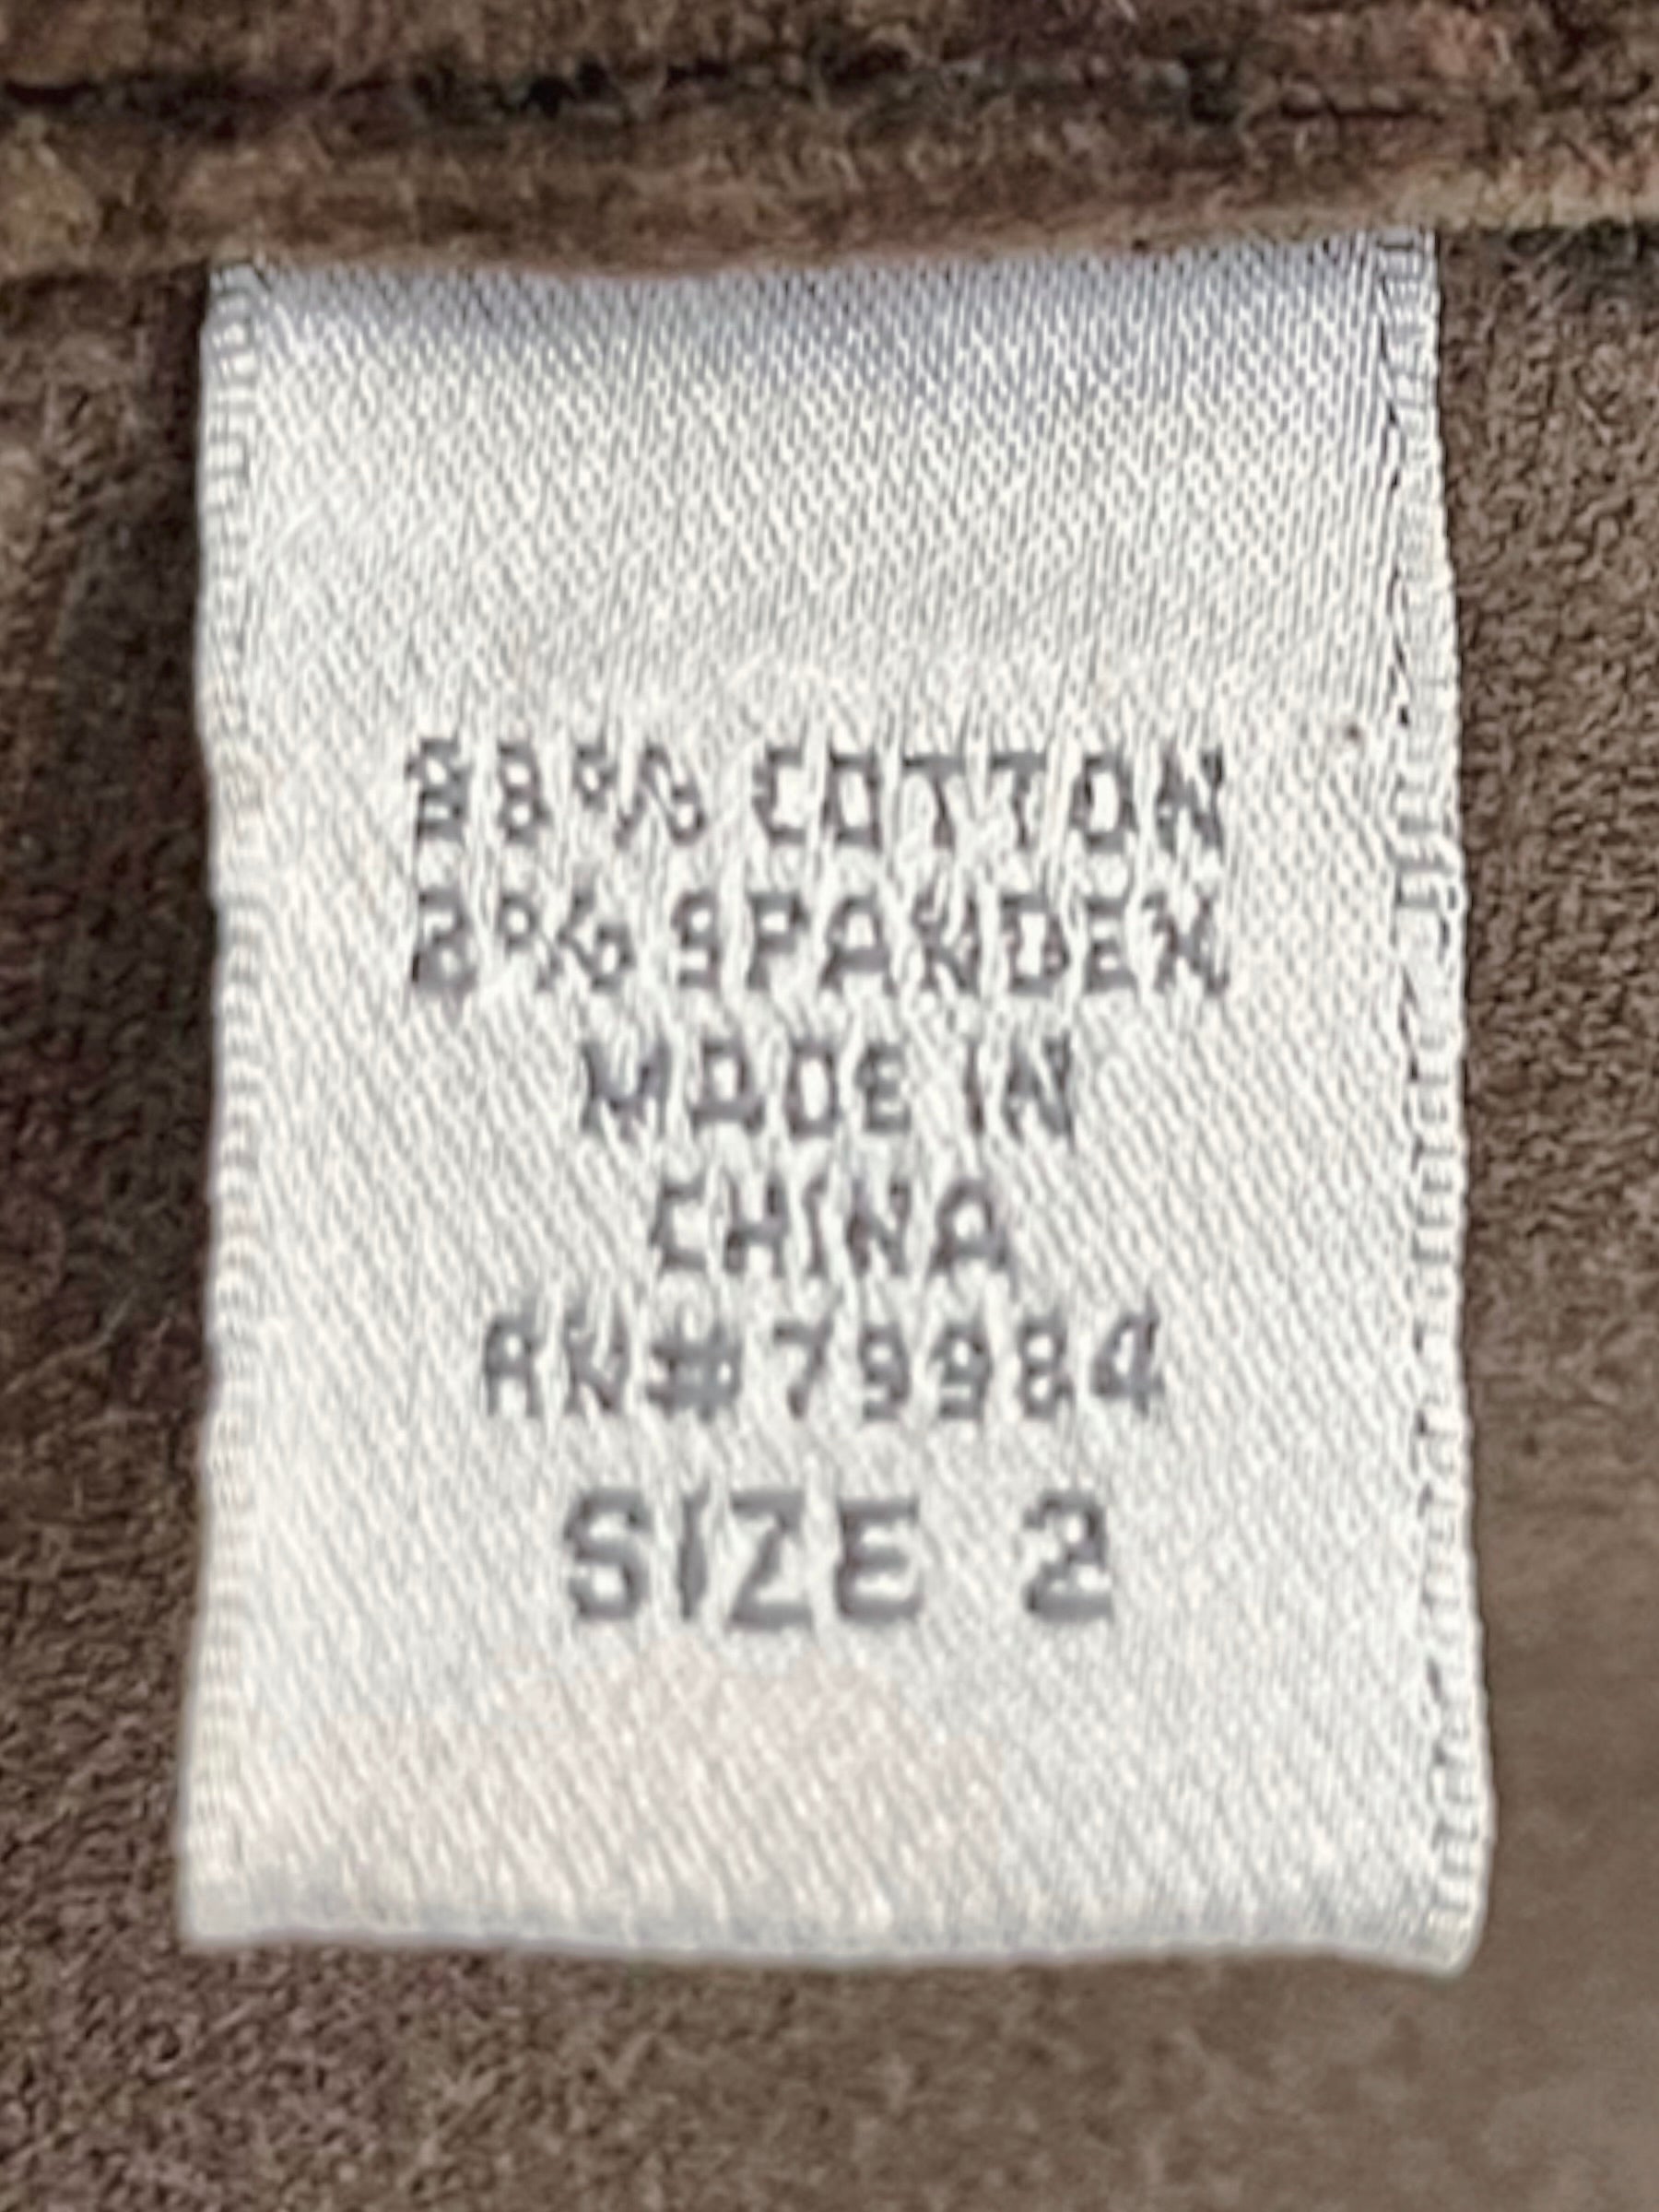 98% COTTON
2% SPANDEX
MADE IN
CHINA
RN#79984
SIZE 2